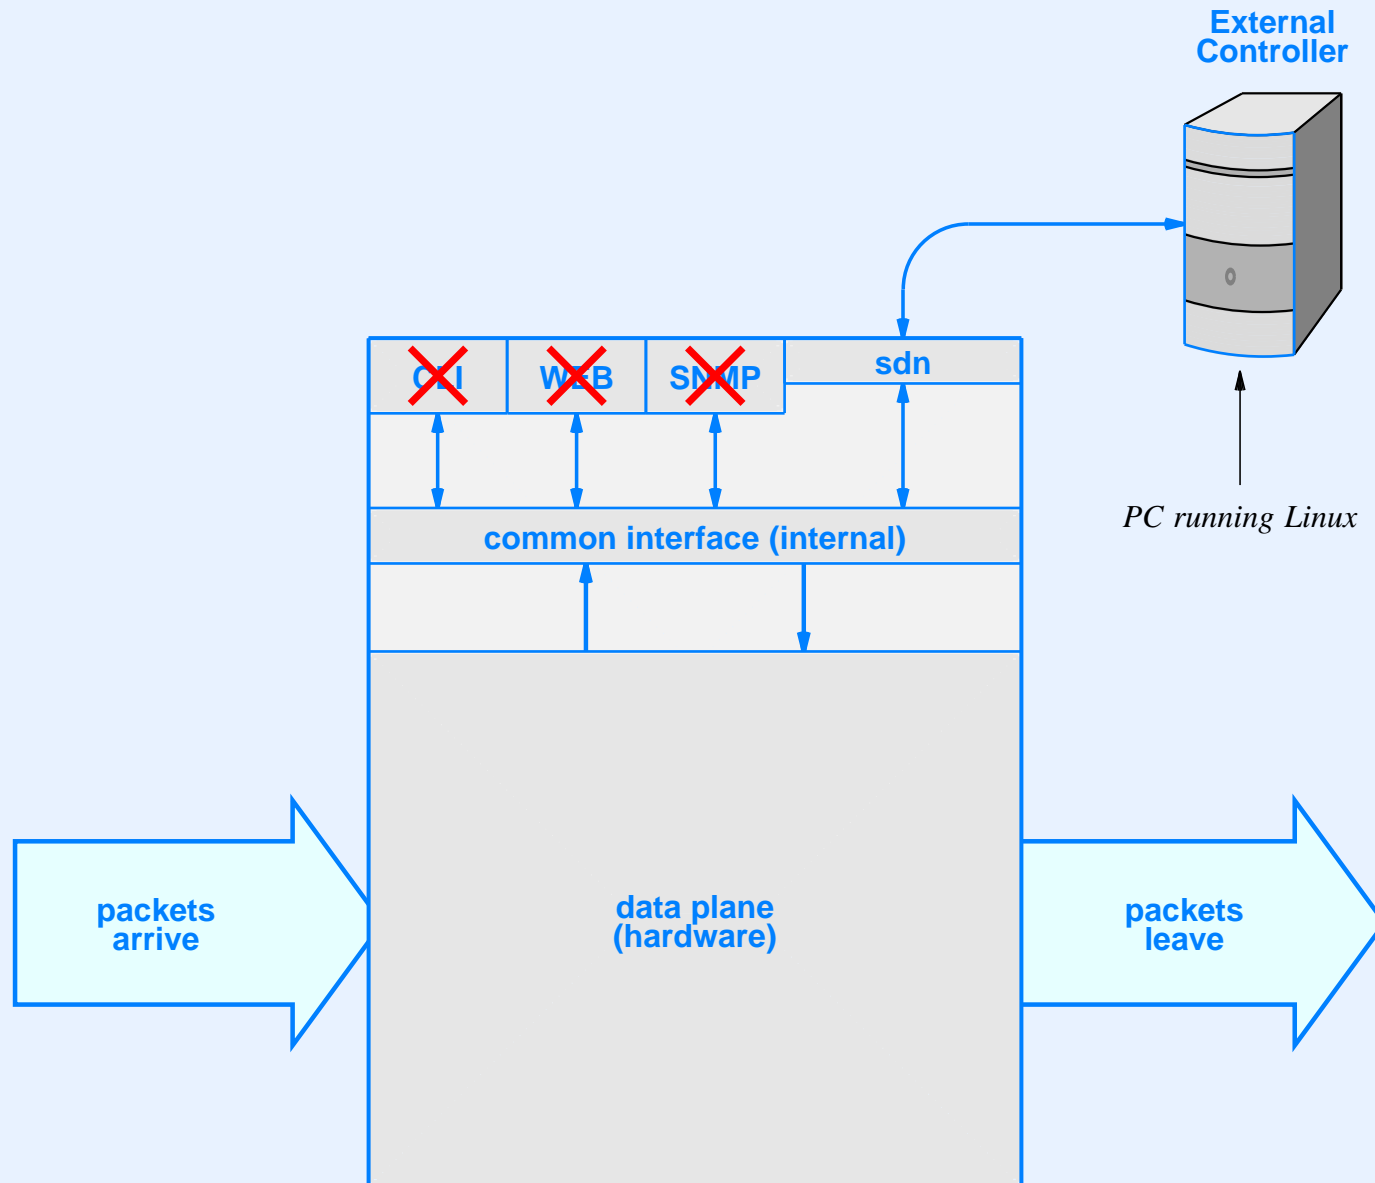 External
Controller
CLI
WEB
SNMP
sdn
PC running Linux
common interface (internal)
packets
arrive
data plane
(hardware)
packets
leave